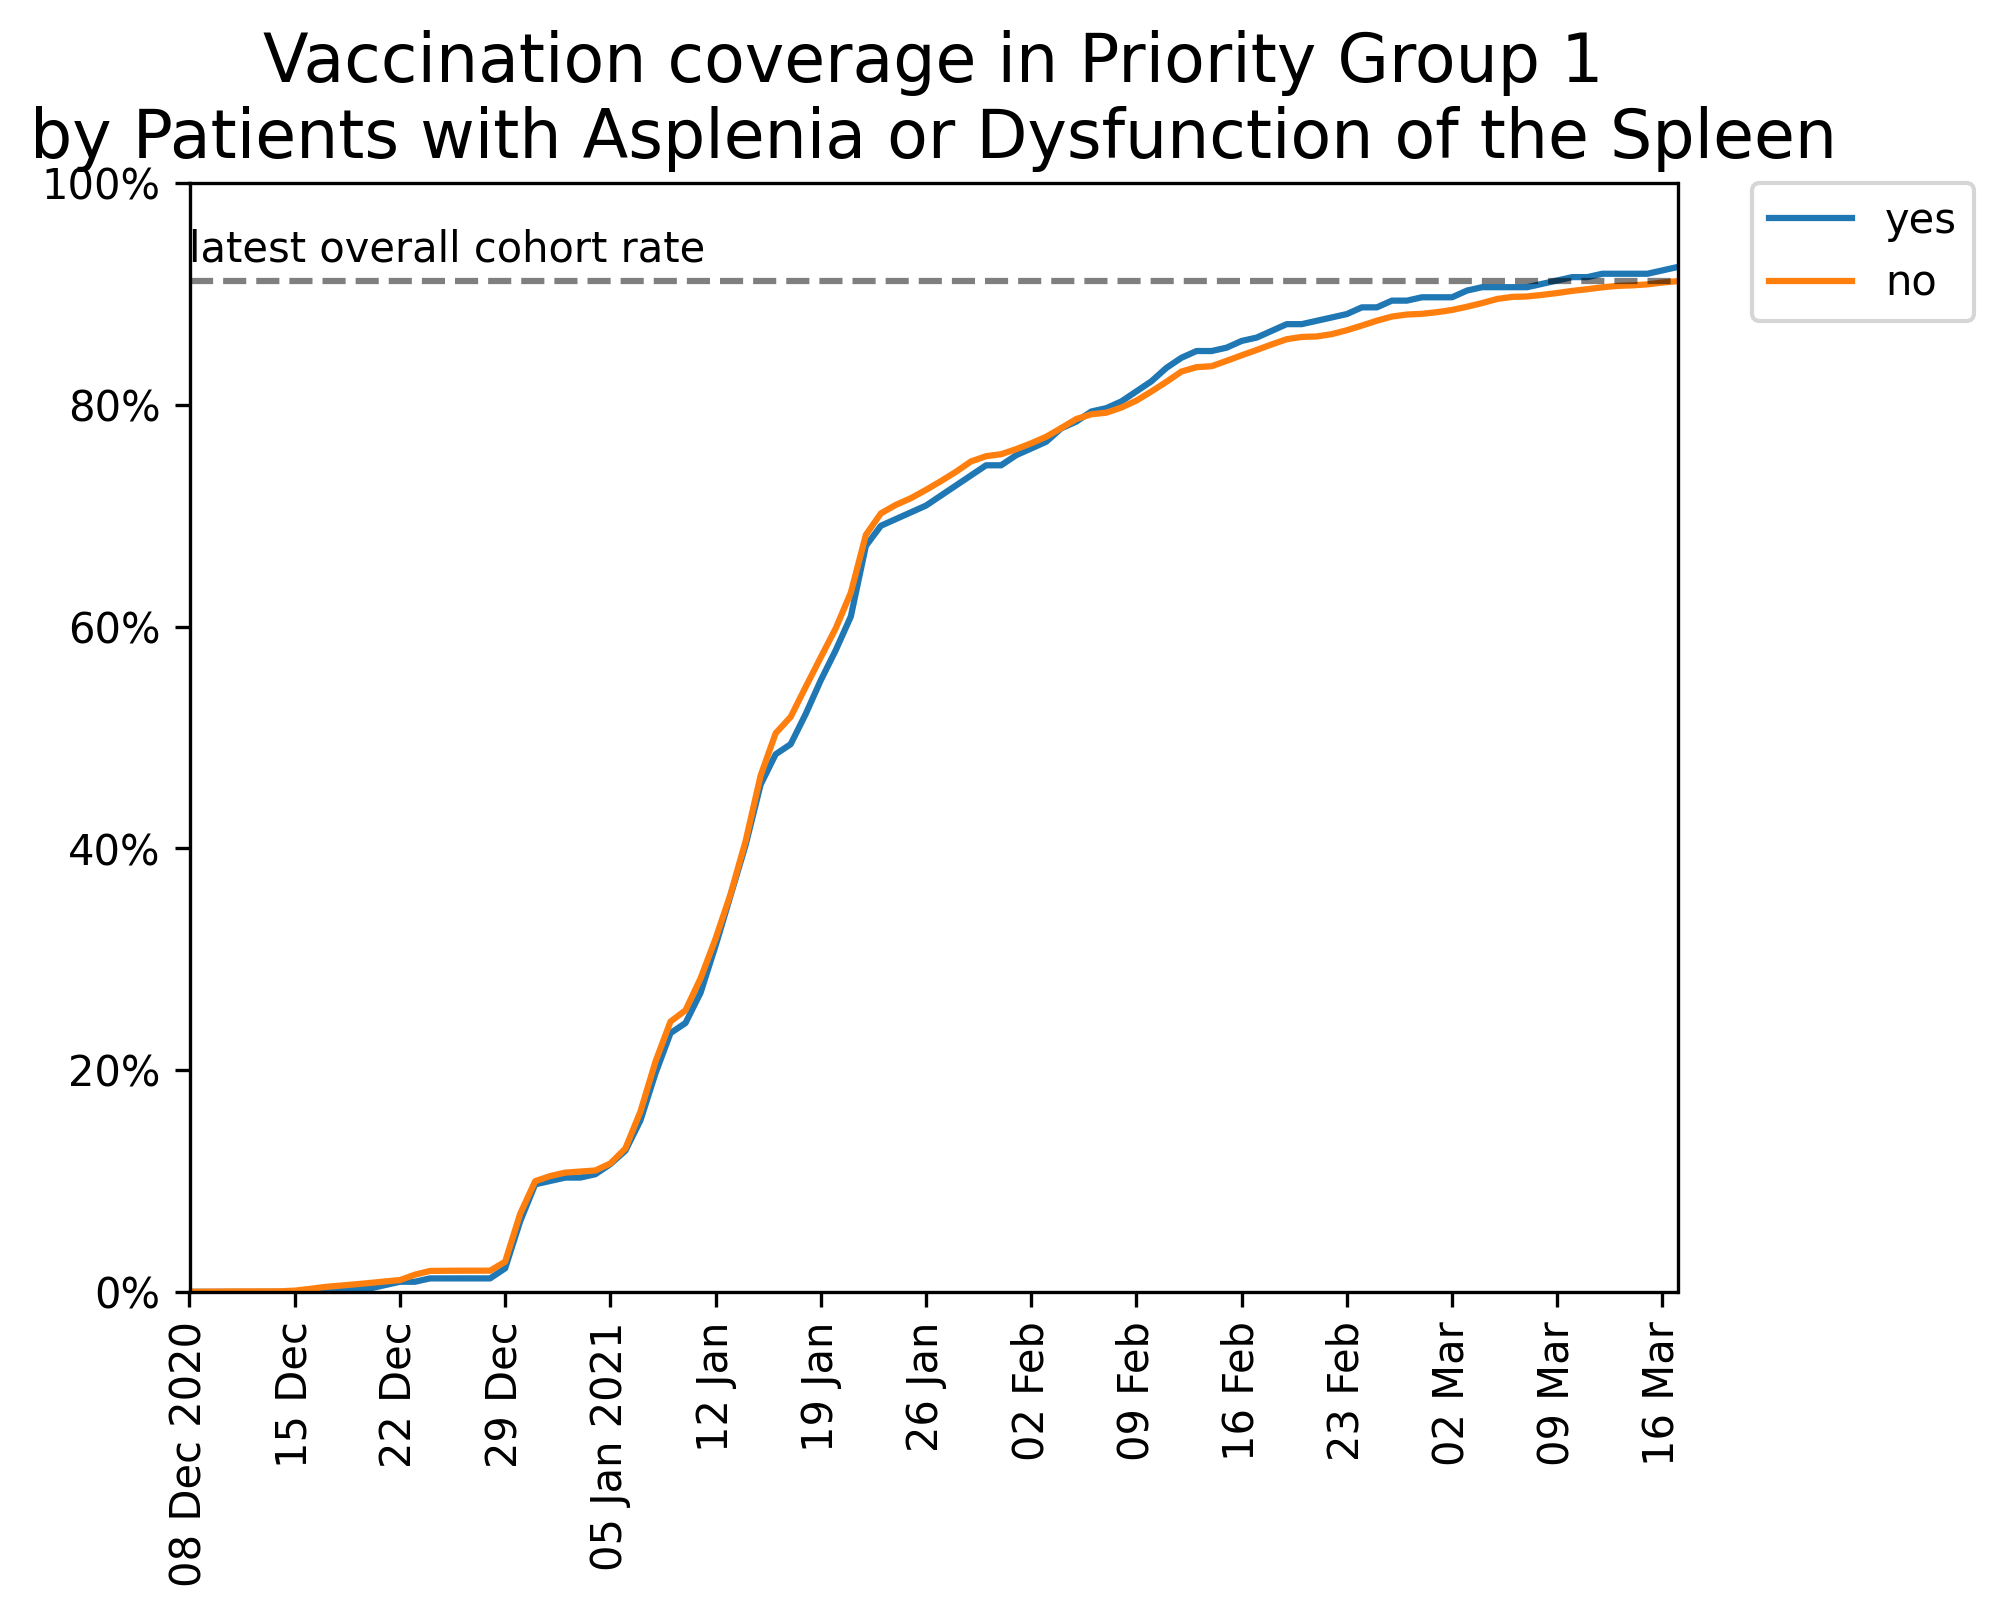 Vaccination coverage in Priority Group 1
by Patients with Asplenia or Dysfunction of the Spleen
100%
latest overall cohort rate
80%
60%
40%
20%
0%
08 Dec 2020
15 Dec
22 Dec
29 Dec
05 Jan 2021
12 Jan
19 Jan
26 Jan
02 Feb
09 Feb
16 Feb
23 Feb
02 Mar
09 Mar
16 Mar
yes
no